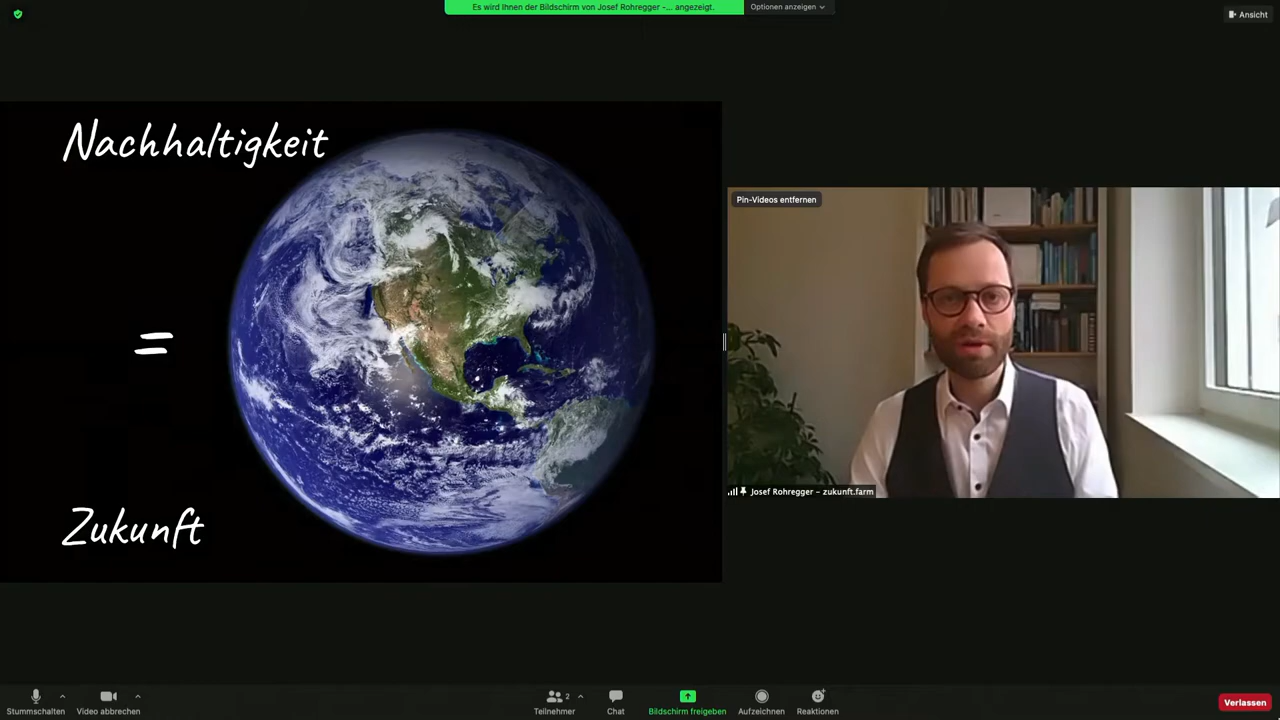 Es wird Ihnen der Bildschirm von Josef Rohregger -... angezeigt.
Optionen anzeigen
Ansicht
Nachhaltigkeit
=
Zukunft
Pin-Videos entfernen
Josef Rohregger – zukunft.farm
Stummschalten
Video abbrechen
2
Teilnehmer
Chat
Bildschirm freigeben
Aufzeichnen
Reaktionen
Verlassen